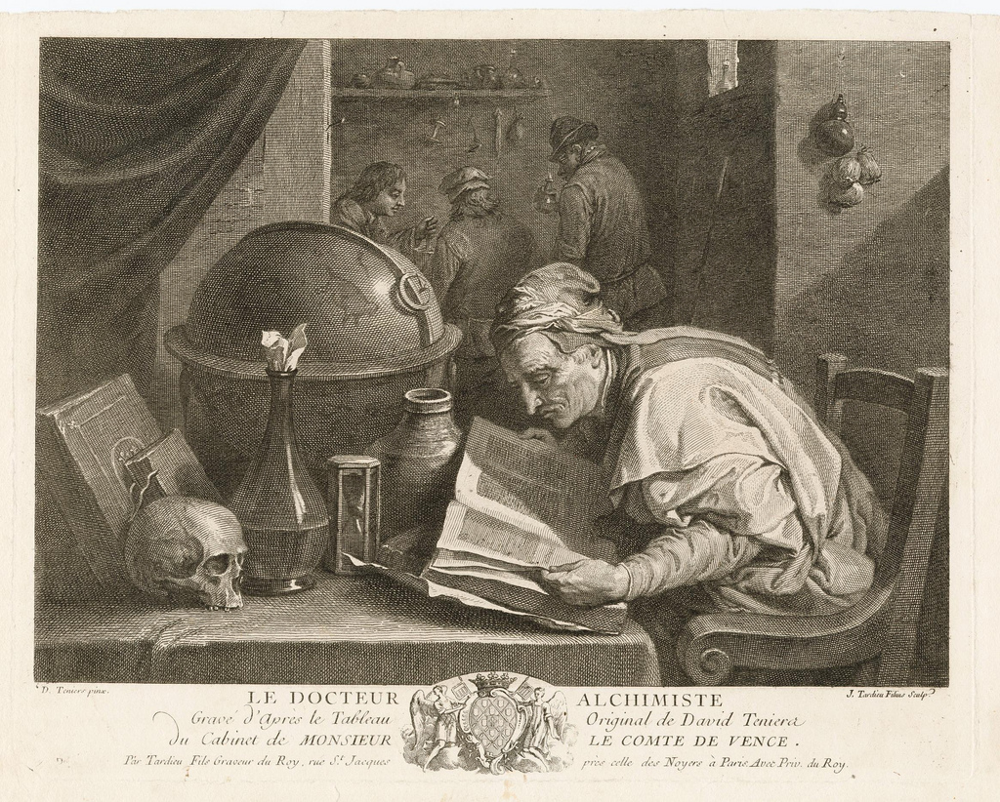 D. Teniers pinx.
J. Tardieu Filius Sculp.
LE DOCTEUR ALCHIMISTE
Gravé d'Apres le Tableau Original de David Teniers
du Cabinet de MONSIEUR LE COMTE DE VENCE.
Par Tardieu Fils Graveur du Roy, rue St. Jacques près celle des Noyers à Paris. Avec Priv. du Roy.